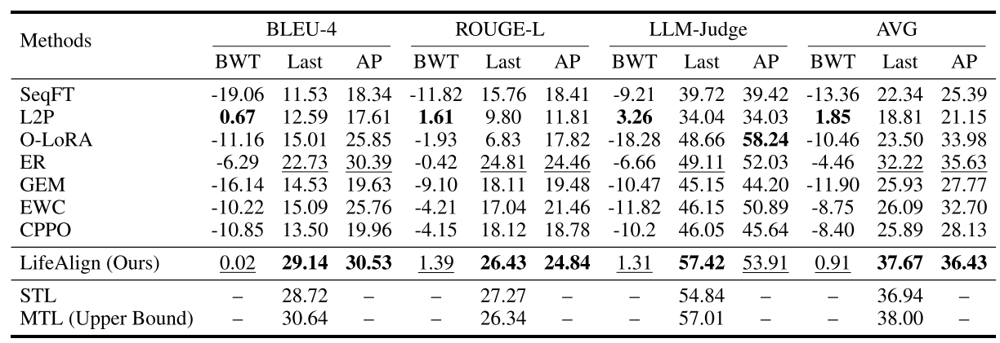 Methods BLEU-4 ROUGE-L LLM-Judge AVG
BWT Last AP BWT Last AP BWT Last AP BWT Last AP
SeqFT -19.06 11.53 18.34 -11.82 15.76 18.41 -9.21 39.72 39.42 -13.36 22.34 25.39
L2P 0.67 12.59 17.61 1.61 9.80 11.81 3.26 34.04 34.03 1.85 18.81 21.15
O-LoRA -11.16 15.01 25.85 -1.93 6.83 17.82 -18.28 48.66 58.24 -10.46 23.50 33.98
ER -6.29 22.73 30.39 -0.42 24.81 24.46 -6.66 49.11 52.03 -4.46 32.22 35.63
GEM -16.14 14.53 19.63 -9.10 18.11 19.48 -10.47 45.15 44.20 -11.90 25.93 27.77
EWC -10.22 15.09 25.76 -4.21 17.04 21.46 -11.82 46.15 50.89 -8.75 26.09 32.70
CPPO -10.85 13.50 19.96 -4.15 18.12 18.78 -10.2 46.05 45.64 -8.40 25.89 28.13
LifeAlign (Ours) 0.02 29.14 30.53 1.39 26.43 24.84 1.31 57.42 53.91 0.91 37.67 36.43
STL – 28.72 – – 27.27 – – 54.84 – – 36.94 –
MTL (Upper Bound) – 30.64 – – 26.34 – – 57.01 – – 38.00 –